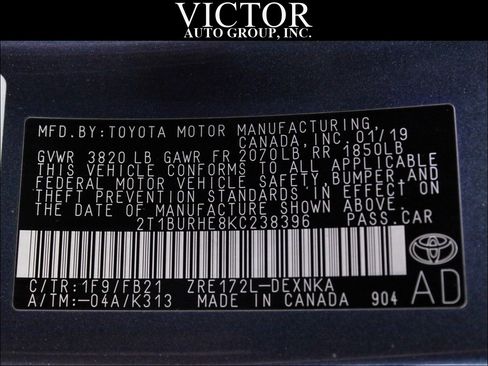 VICTOR
AUTO GROUP, INC.
MFD. BY: TOYOTA MOTOR MANUFACTURING,
CANADA, INC. 01/19
GVWR 3820 LB GAWR FR 2070LB RR 1850LB
THIS VEHICLE CONFORMS TO ALL APPLICABLE
FEDERAL MOTOR VEHICLE SAFETY, BUMPER, AND
THEFT PREVENTION STANDARDS IN EFFECT ON
THE DATE OF MANUFACTURE SHOWN ABOVE.
2T1BURHE8KC238396 PASS.CAR
C/TR: 1F9/FB21 ZRE172L-DEXNKA
A/TM: -04A/K313 MADE IN CANADA 904
TOYOTA
AD